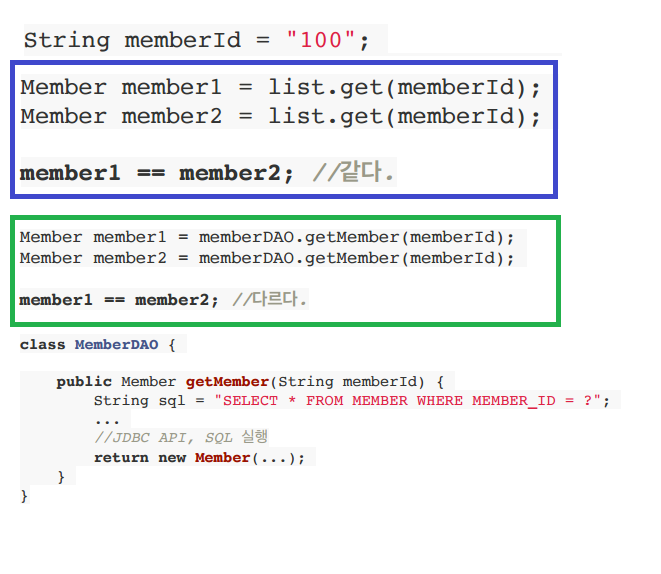 String memberId = "100";
Member member1 = list.get(memberId);
Member member2 = list.get(memberId);
member1 == member2; //같다.
Member member1 = memberDAO.getMember(memberId);
Member member2 = memberDAO.getMember(memberId);
member1 == member2; //다르다.
class MemberDAO {
    public Member getMember(String memberId) {
        String sql = "SELECT * FROM MEMBER WHERE MEMBER_ID = ?";
        ...
        //JDBC API, SQL 실행
        return new Member(...);
    }
}